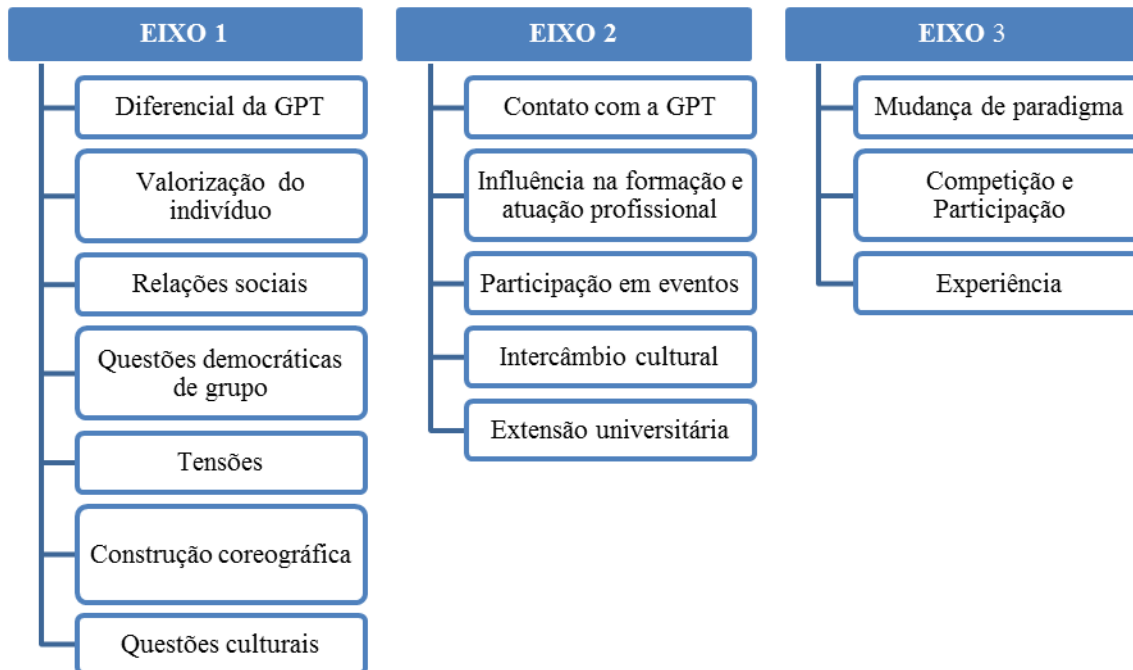 EIXO 1
Diferencial da GPT
Valorização do
indivíduo
Relações sociais
Questões democráticas
de grupo
Tensões
Construção coreográfica
Questões culturais
EIXO 2
Contato com a GPT
Influência na formação e
atuação profissional
Participação em eventos
Intercâmbio cultural
Extensão universitária
EIXO 3
Mudança de paradigma
Competição e
Participação
Experiência